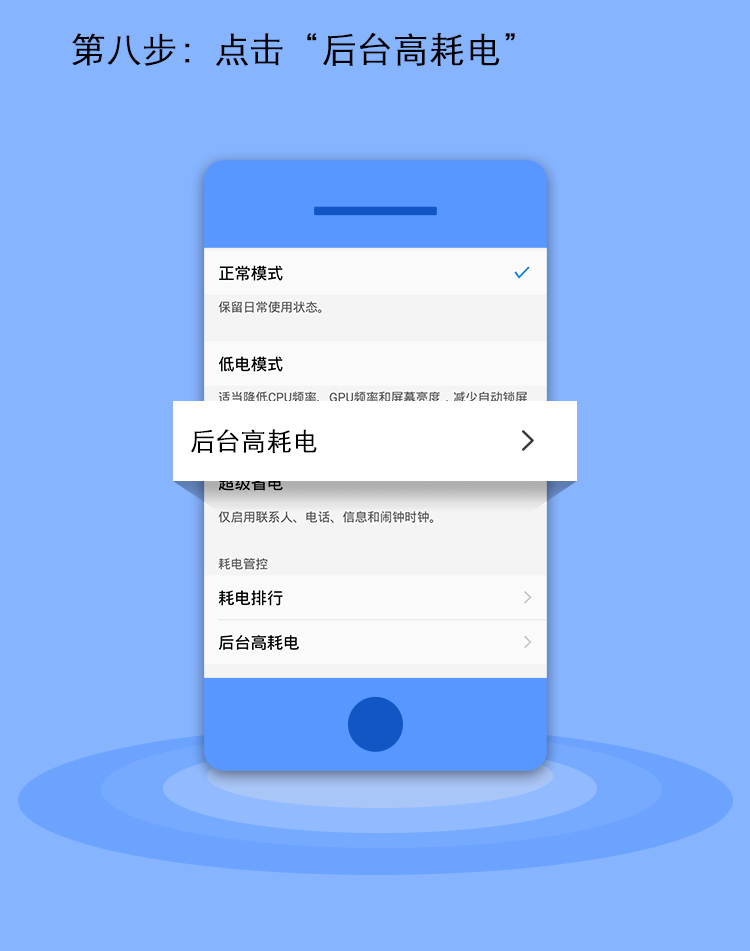 第八步：点击“后台高耗电”
正常模式
保留日常使用状态。
低电模式
适当降低CPU频率、GPU频率和屏幕亮度，减少自动锁屏
后台高耗电
超级省电
仅启用联系人、电话、信息和闹钟时钟。
耗电管控
耗电排行
后台高耗电